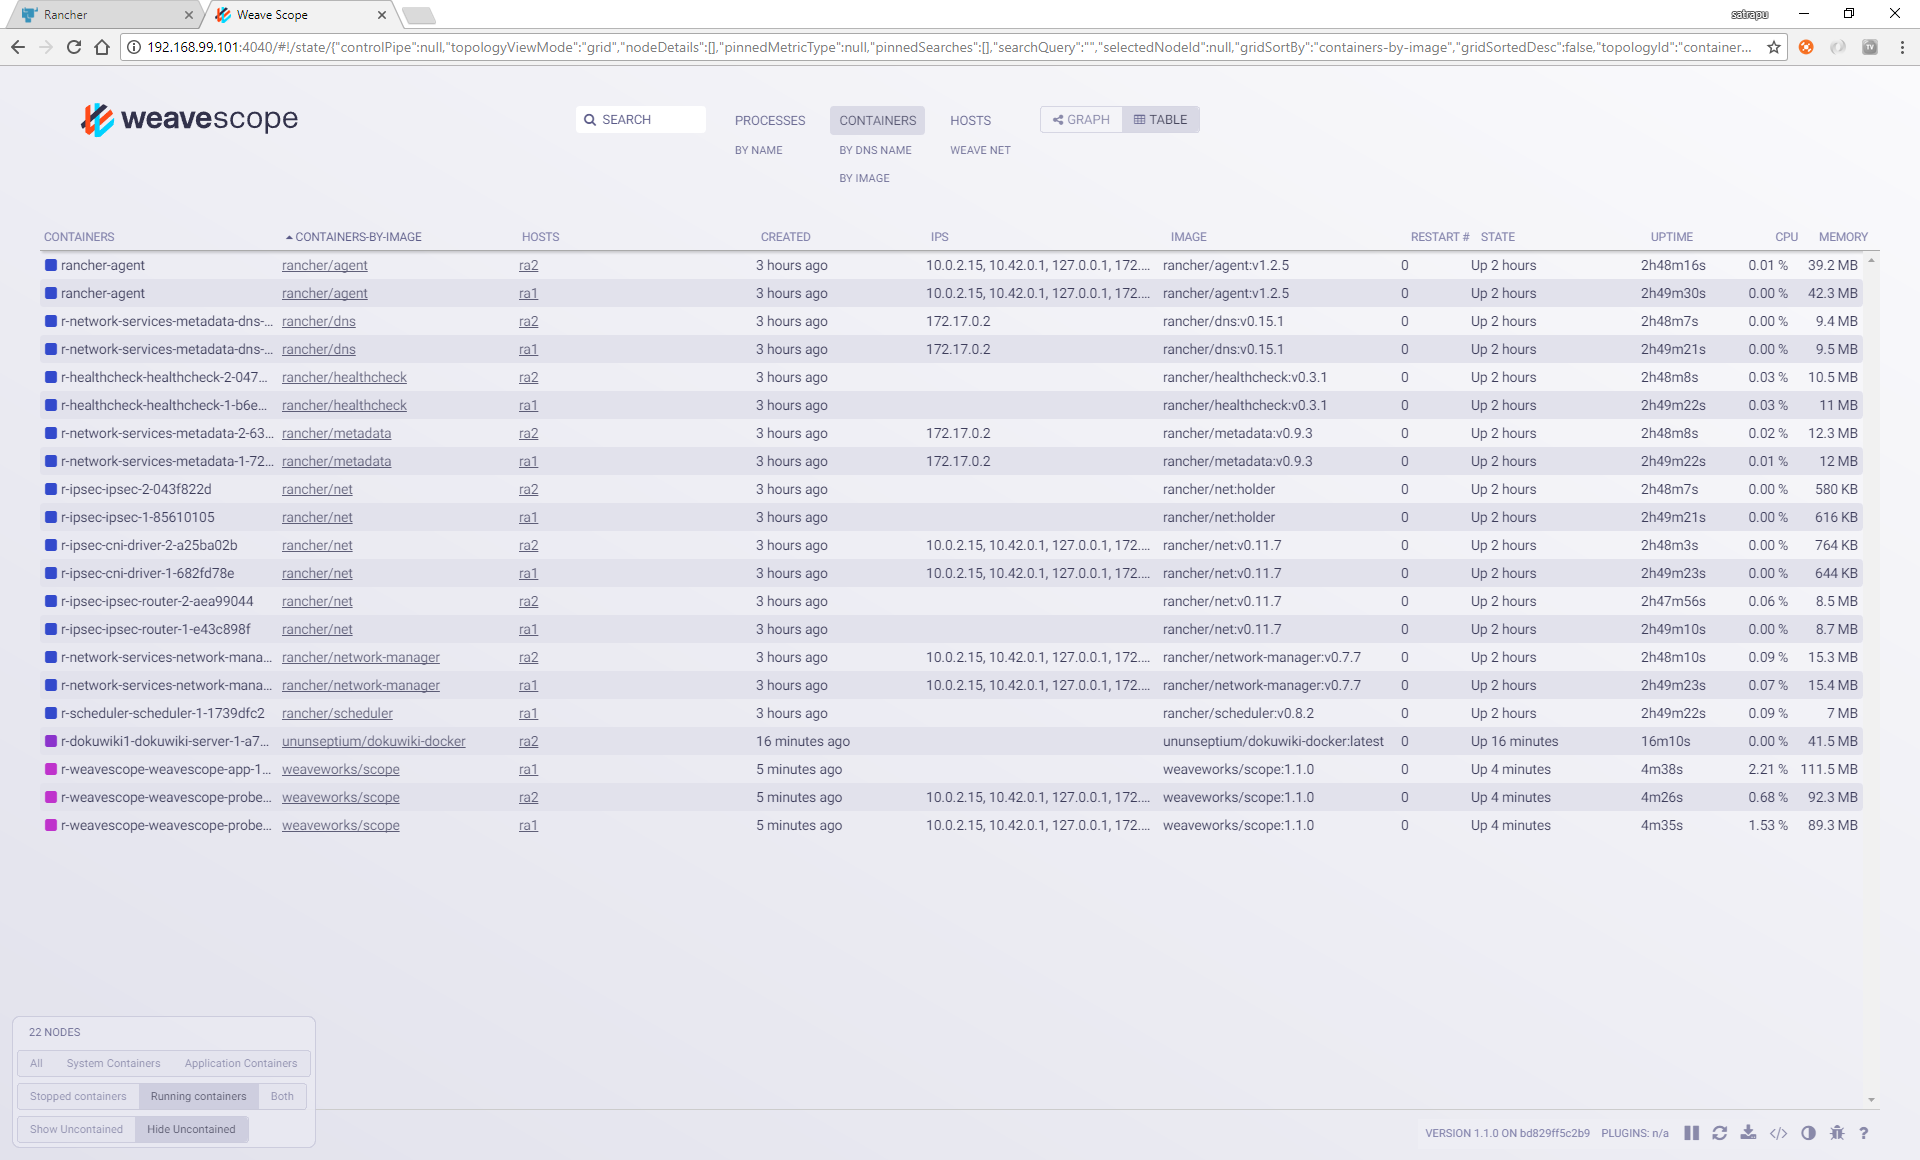 Rancher
Weave Scope
satrapu
192.168.99.101:4040/#!/state/{"controlPipe":null,"topologyViewMode":"grid","nodeDetails":[],"pinnedMetricType":null,"pinnedSearches":[],"searchQuery":"","selectedNodeId":null,"gridSortBy":"containers-by-image","gridSortedDesc":false,"topologyId":"container...
weavescope
SEARCH
PROCESSES CONTAINERS HOSTS GRAPH TABLE
BY NAME BY DNS NAME WEAVE NET
BY IMAGE
CONTAINERS CONTAINERS-BY-IMAGE HOSTS CREATED IPS IMAGE RESTART # STATE UPTIME CPU MEMORY
rancher-agent rancher/agent ra2 3 hours ago 10.0.2.15, 10.42.0.1, 127.0.0.1, 172.... rancher/agent:v1.2.5 0 Up 2 hours 2h48m16s 0.01 % 39.2 MB
rancher-agent rancher/agent ra1 3 hours ago 10.0.2.15, 10.42.0.1, 127.0.0.1, 172.... rancher/agent:v1.2.5 0 Up 2 hours 2h49m30s 0.00 % 42.3 MB
r-network-services-metadata-dns-... rancher/dns ra2 3 hours ago 172.17.0.2 rancher/dns:v0.15.1 0 Up 2 hours 2h48m7s 0.00 % 9.4 MB
r-network-services-metadata-dns-... rancher/dns ra1 3 hours ago 172.17.0.2 rancher/dns:v0.15.1 0 Up 2 hours 2h49m21s 0.00 % 9.5 MB
r-healthcheck-healthcheck-2-047... rancher/healthcheck ra2 3 hours ago rancher/healthcheck:v0.3.1 0 Up 2 hours 2h48m8s 0.03 % 10.5 MB
r-healthcheck-healthcheck-1-b6e... rancher/healthcheck ra1 3 hours ago rancher/healthcheck:v0.3.1 0 Up 2 hours 2h49m22s 0.03 % 11 MB
r-network-services-metadata-2-63... rancher/metadata ra2 3 hours ago 172.17.0.2 rancher/metadata:v0.9.3 0 Up 2 hours 2h48m8s 0.02 % 12.3 MB
r-network-services-metadata-1-72... rancher/metadata ra1 3 hours ago 172.17.0.2 rancher/metadata:v0.9.3 0 Up 2 hours 2h49m22s 0.01 % 12 MB
r-ipsec-ipsec-2-043f822d rancher/net ra2 3 hours ago rancher/net:holder 0 Up 2 hours 2h48m7s 0.00 % 580 KB
r-ipsec-ipsec-1-85610105 rancher/net ra1 3 hours ago rancher/net:holder 0 Up 2 hours 2h49m21s 0.00 % 616 KB
r-ipsec-cni-driver-2-a25ba02b rancher/net ra2 3 hours ago 10.0.2.15, 10.42.0.1, 127.0.0.1, 172.... rancher/net:v0.11.7 0 Up 2 hours 2h48m3s 0.00 % 764 KB
r-ipsec-cni-driver-1-682fd78e rancher/net ra1 3 hours ago 10.0.2.15, 10.42.0.1, 127.0.0.1, 172.... rancher/net:v0.11.7 0 Up 2 hours 2h49m23s 0.00 % 644 KB
r-ipsec-ipsec-router-2-aea99044 rancher/net ra2 3 hours ago rancher/net:v0.11.7 0 Up 2 hours 2h47m56s 0.06 % 8.5 MB
r-ipsec-ipsec-router-1-e43c898f rancher/net ra1 3 hours ago rancher/net:v0.11.7 0 Up 2 hours 2h49m10s 0.00 % 8.7 MB
r-network-services-network-mana... rancher/network-manager ra2 3 hours ago 10.0.2.15, 10.42.0.1, 127.0.0.1, 172.... rancher/network-manager:v0.7.7 0 Up 2 hours 2h48m10s 0.09 % 15.3 MB
r-network-services-network-mana... rancher/network-manager ra1 3 hours ago 10.0.2.15, 10.42.0.1, 127.0.0.1, 172.... rancher/network-manager:v0.7.7 0 Up 2 hours 2h49m23s 0.07 % 15.4 MB
r-scheduler-scheduler-1-1739dfc2 rancher/scheduler ra1 3 hours ago rancher/scheduler:v0.8.2 0 Up 2 hours 2h49m22s 0.09 % 7 MB
r-dokuwiki1-dokuwiki-server-1-a7... ununseptium/dokuwiki-docker ra2 16 minutes ago ununseptium/dokuwiki-docker:latest 0 Up 16 minutes 16m10s 0.00 % 41.5 MB
r-weavescope-weavescope-app-1... weaveworks/scope ra1 5 minutes ago weaveworks/scope:1.1.0 0 Up 4 minutes 4m38s 2.21 % 111.5 MB
r-weavescope-weavescope-probe... weaveworks/scope ra2 5 minutes ago 10.0.2.15, 10.42.0.1, 127.0.0.1, 172.... weaveworks/scope:1.1.0 0 Up 4 minutes 4m26s 0.68 % 92.3 MB
r-weavescope-weavescope-probe... weaveworks/scope ra1 5 minutes ago 10.0.2.15, 10.42.0.1, 127.0.0.1, 172.... weaveworks/scope:1.1.0 0 Up 4 minutes 4m35s 1.53 % 89.3 MB
22 NODES
All System Containers Application Containers
Stopped containers Running containers Both
Show Uncontained Hide Uncontained
VERSION 1.1.0 ON bd829ff5c2b9 PLUGINS: n/a </> ?